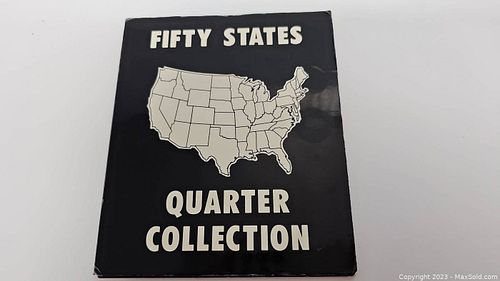 FIFTY STATES
QUARTER
COLLECTION
Copyright 2023 - MaxSold.com